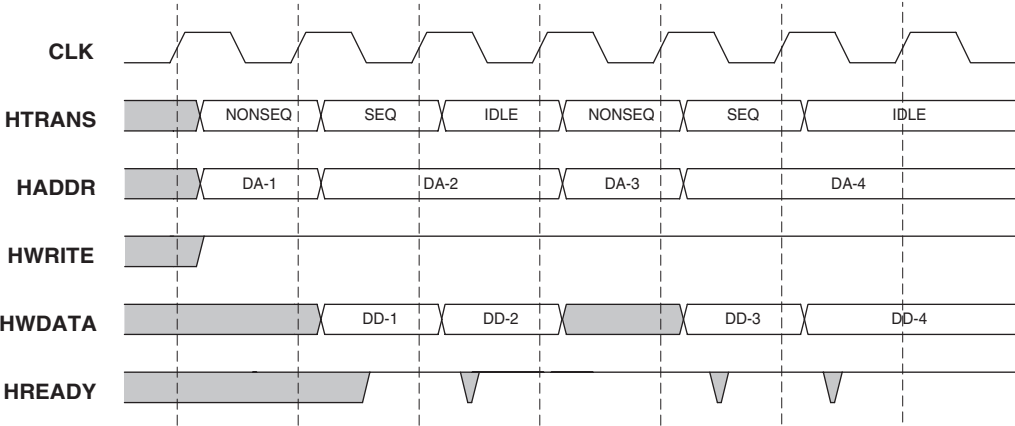 CLK
HTRANS NONSEQ SEQ IDLE NONSEQ SEQ IDLE
HADDR DA-1 DA-2 DA-3 DA-4
HWRITE
HWDATA DD-1 DD-2 DD-3 DD-4
HREADY